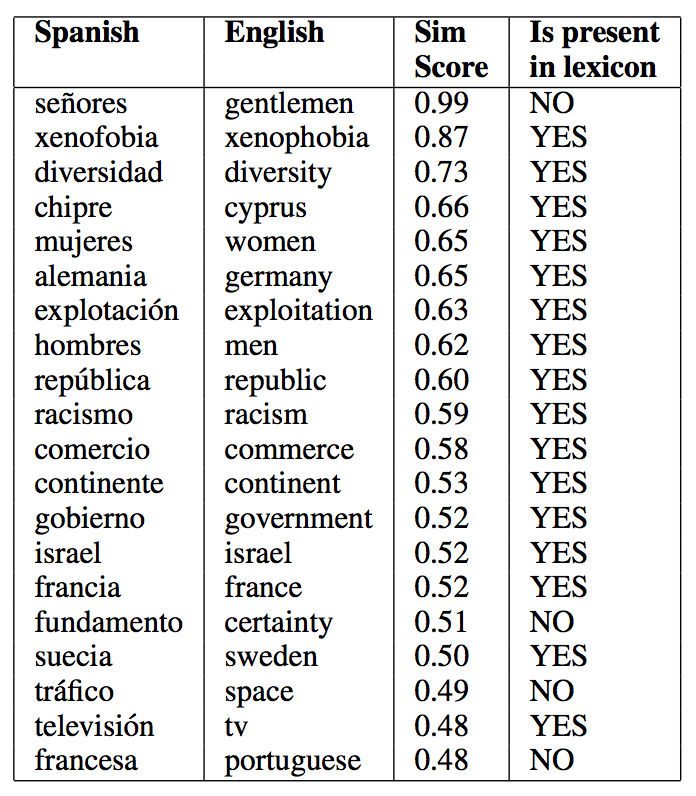 Spanish English Sim Score Is present in lexicon
señores gentlemen 0.99 NO
xenofobia xenophobia 0.87 YES
diversidad diversity 0.73 YES
chipre cyprus 0.66 YES
mujeres women 0.65 YES
alemania germany 0.65 YES
explotación exploitation 0.63 YES
hombres men 0.62 YES
república republic 0.60 YES
racismo racism 0.59 YES
comercio commerce 0.58 YES
continente continent 0.53 YES
gobierno government 0.52 YES
israel israel 0.52 YES
francia france 0.52 YES
fundamento certainty 0.51 NO
suecia sweden 0.50 YES
tráfico space 0.49 NO
televisión tv 0.48 YES
francesa portuguese 0.48 NO